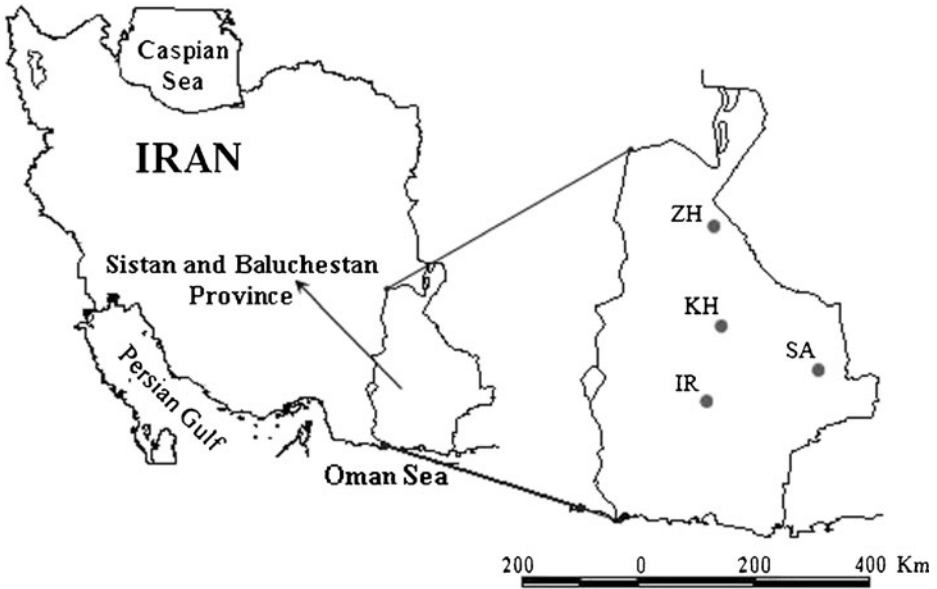 Caspian
Sea
IRAN
Sistan and Baluchestan
Province
Persian Gulf
Oman Sea
ZH
KH
SA
IR
200 0 200 400 Km